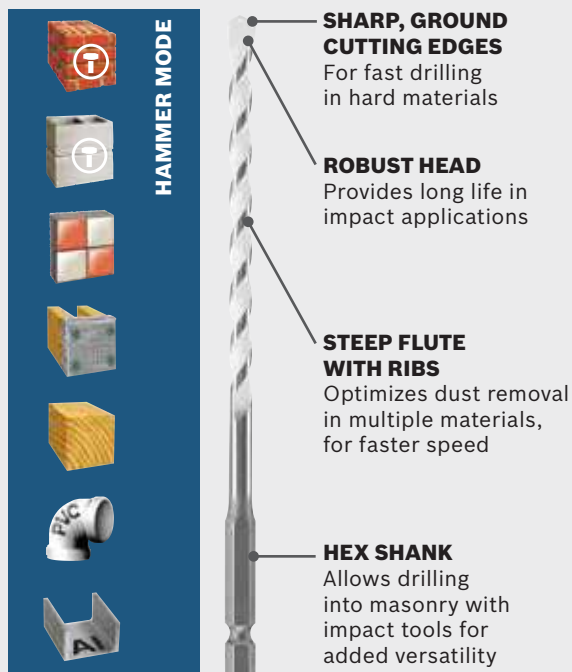 HAMMER MODE
PVC
Al
SHARP, GROUND
CUTTING EDGES
For fast drilling
in hard materials
ROBUST HEAD
Provides long life in
impact applications
STEEP FLUTE
WITH RIBS
Optimizes dust removal
in multiple materials,
for faster speed
HEX SHANK
Allows drilling
into masonry with
impact tools for
added versatility